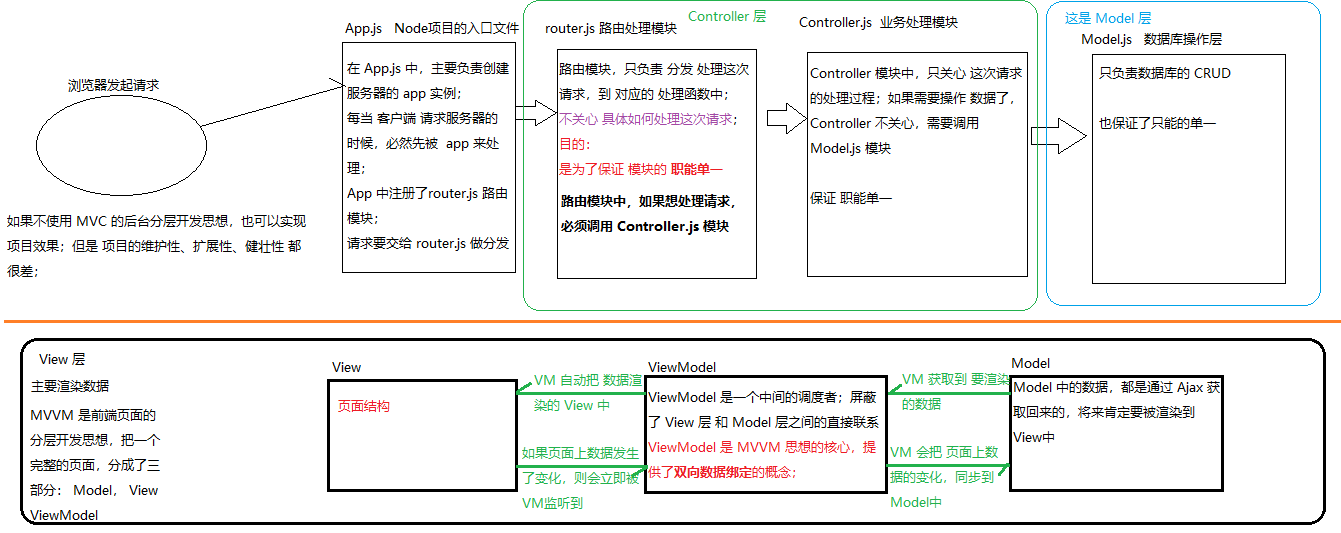 浏览器发起请求
如果不使用 MVC 的后台分层开发思想，也可以实现
项目效果；但是 项目的维护性、扩展性、健壮性 都
很差；
App.js Node项目的入口文件
在 App.js 中，主要负责创建
服务器的 app 实例；
每当 客户端 请求服务器的
时候，必然先被 app 来处
理；
App 中注册了router.js 路由
模块；
请求要交给 router.js 做分发
Controller 层
router.js 路由处理模块
路由模块，只负责 分发 处理这次
请求，到 对应的 处理函数中；
不关心 具体如何处理这次请求；
目的：
是为了保证 模块的 职能单一
路由模块中，如果想处理请求，
必须调用 Controller.js 模块
Controller.js 业务处理模块
Controller 模块中，只关心 这次请求
的处理过程；如果需要操作 数据了，
Controller 不关心，需要调用
Model.js 模块
保证 职能单一
这是 Model 层
Model.js 数据库操作层
只负责数据库的 CRUD
也保证了只能的单一
View 层
主要渲染数据
MVVM 是前端页面的
分层开发思想，把一个
完整的页面，分成了三
部分： Model， View
ViewModel
View
页面结构
VM 自动把 数据渲
染的 View 中
如果页面上数据发生
了变化，则会立即被
VM监听到
ViewModel
ViewModel 是一个中间的调度者；屏蔽
了 View 层 和 Model 层之间的直接联系
ViewModel 是 MVVM 思想的核心，提
供了双向数据绑定的概念；
VM 获取到 要渲染
的数据
VM 会把 页面上数
据的变化，同步到
Model中
Model
Model 中的数据，都是通过 Ajax 获
取回来的，将来肯定要被渲染到
View中